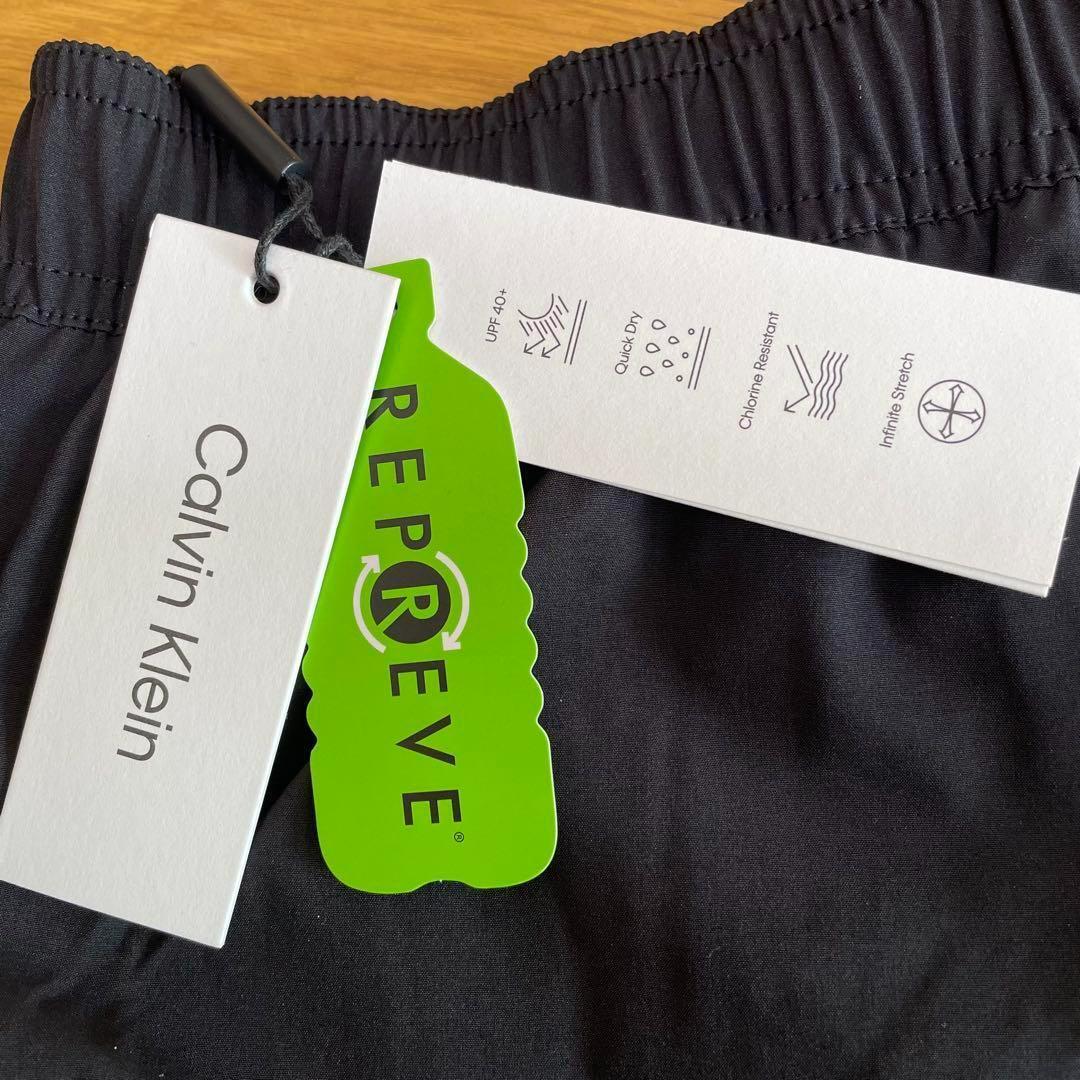 Calvin Klein
REPREVE®
UPF 40+
Quick Dry
Chlorine Resistant
Infinite Stretch